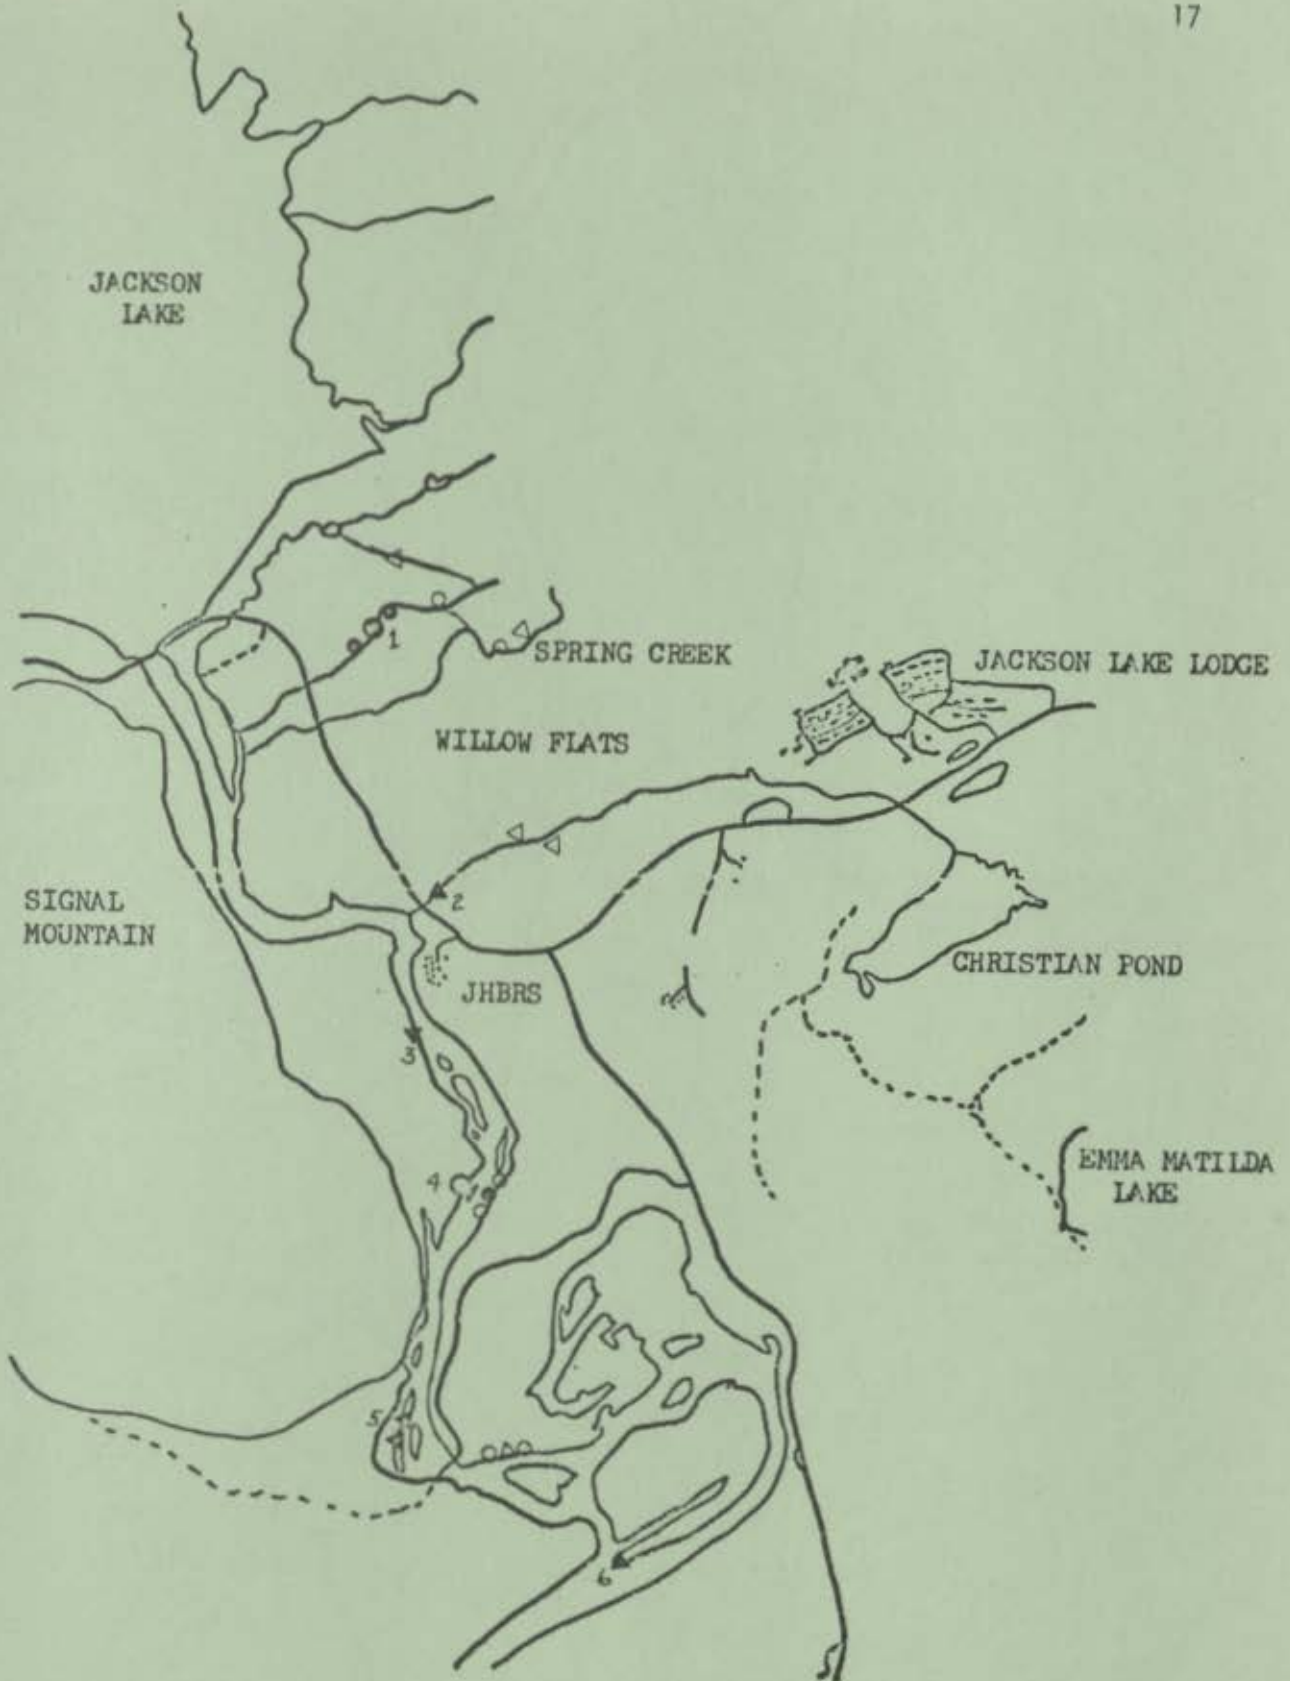 17
JACKSON
LAKE
1
SPRING CREEK
JACKSON LAKE LODGE
WILLOW FLATS
2
SIGNAL
MOUNTAIN
CHRISTIAN POND
JHBRS
3
EMMA MATILDA
LAKE
4
5
6